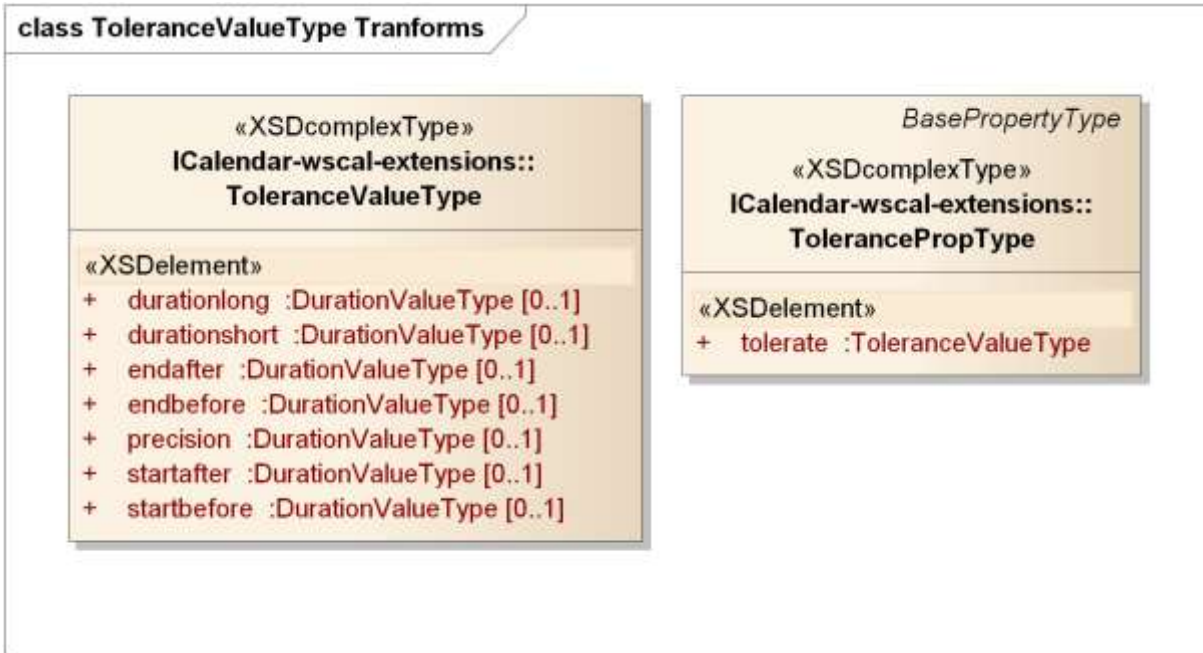 class ToleranceValueType Tranforms
«XSDcomplexType»
ICalendar-wscal-extensions::
ToleranceValueType
«XSDelement»
+ durationlong :DurationValueType [0..1]
+ durationshort :DurationValueType [0..1]
+ endafter :DurationValueType [0..1]
+ endbefore :DurationValueType [0..1]
+ precision :DurationValueType [0..1]
+ startafter :DurationValueType [0..1]
+ startbefore :DurationValueType [0..1]
BasePropertyType
«XSDcomplexType»
ICalendar-wscal-extensions::
TolerancePropType
«XSDelement»
+ tolerate :ToleranceValueType